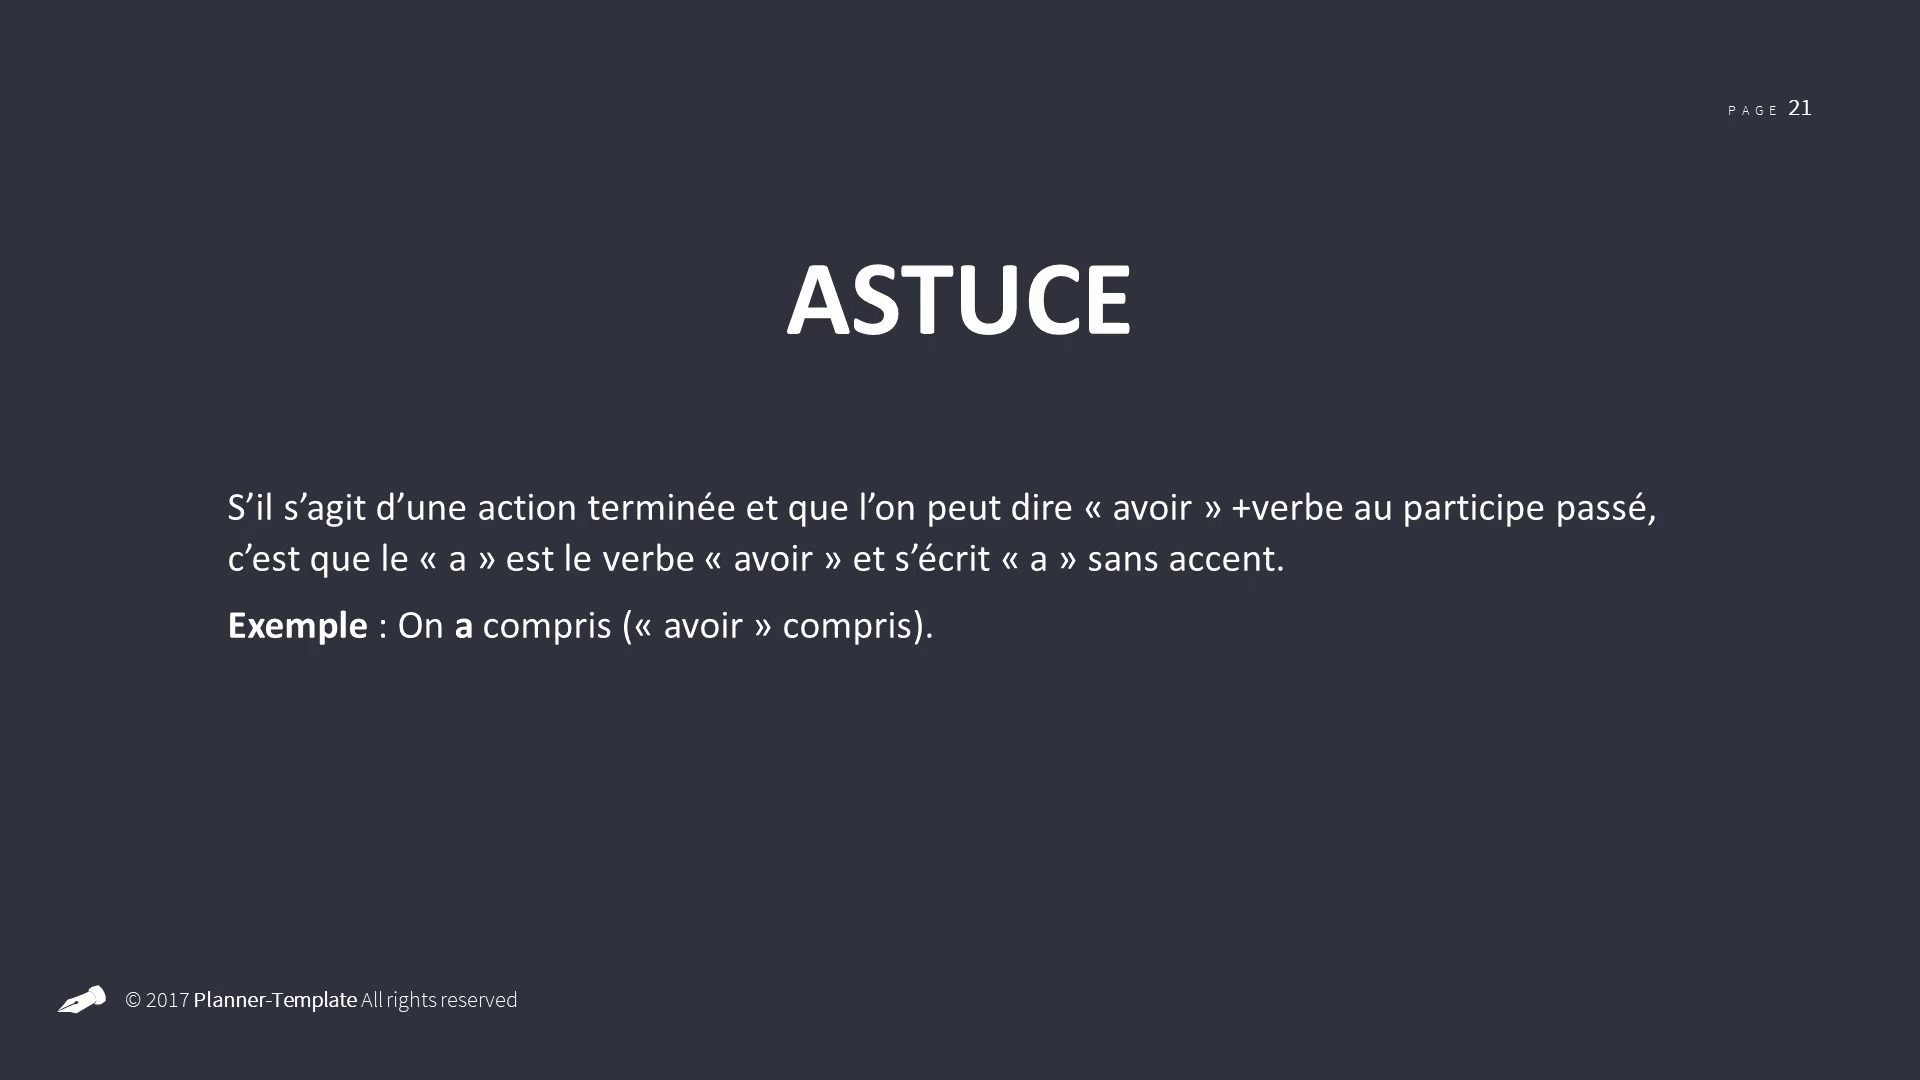 PAGE 21
ASTUCE
S’il s’agit d’une action terminée et que l’on peut dire « avoir » +verbe au participe passé,
c’est que le « a » est le verbe « avoir » et s’écrit « a » sans accent.
Exemple : On a compris (« avoir » compris).
© 2017 Planner-Template All rights reserved